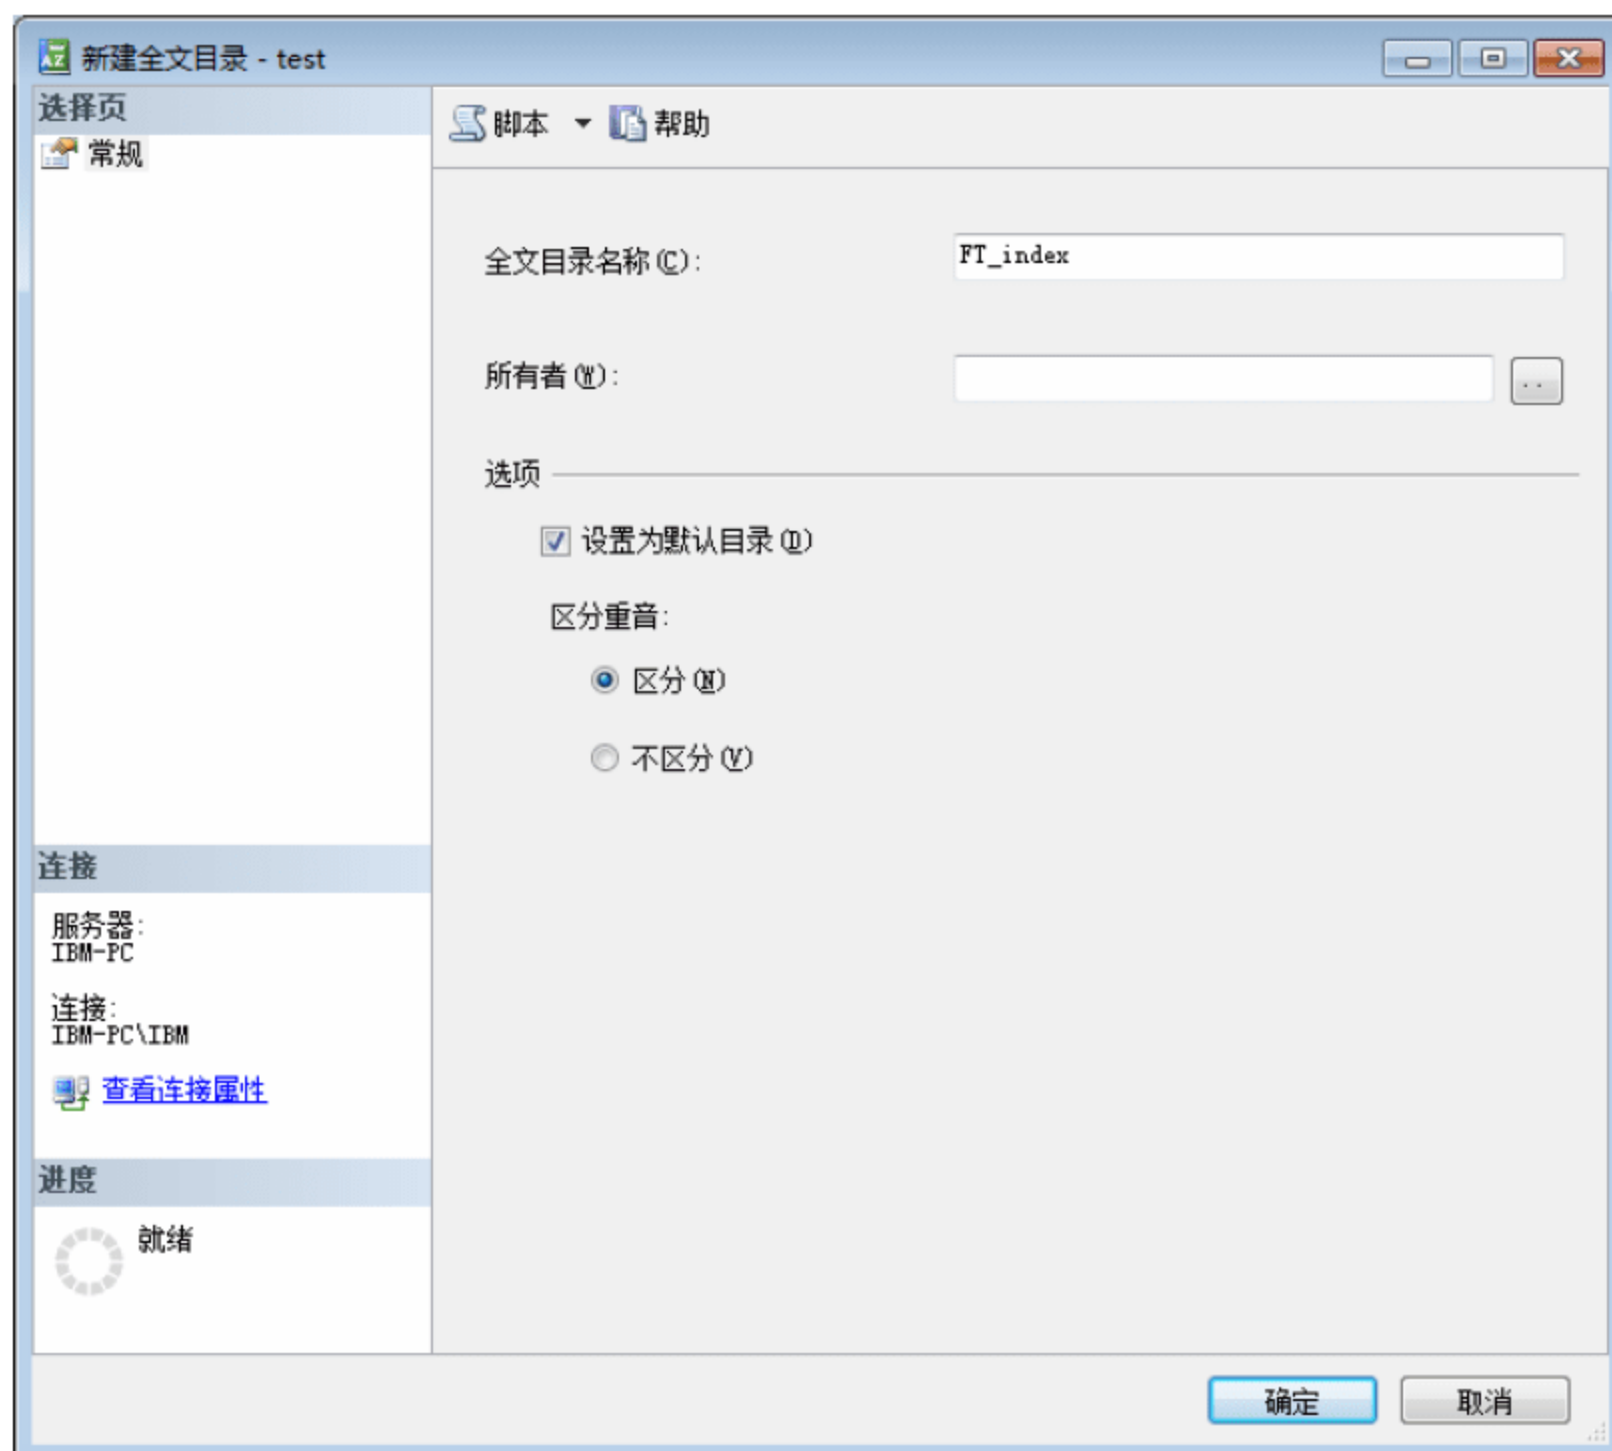 新建全文目录 - test
选择页
常规
脚本 帮助
全文目录名称(C):
FT_index
所有者(W):
..
选项
设置为默认目录(D)
区分重音:
区分(N)
不区分(V)
连接
服务器:
IBM-PC
连接:
IBM-PC\IBM
查看连接属性
进度
就绪
确定 取消